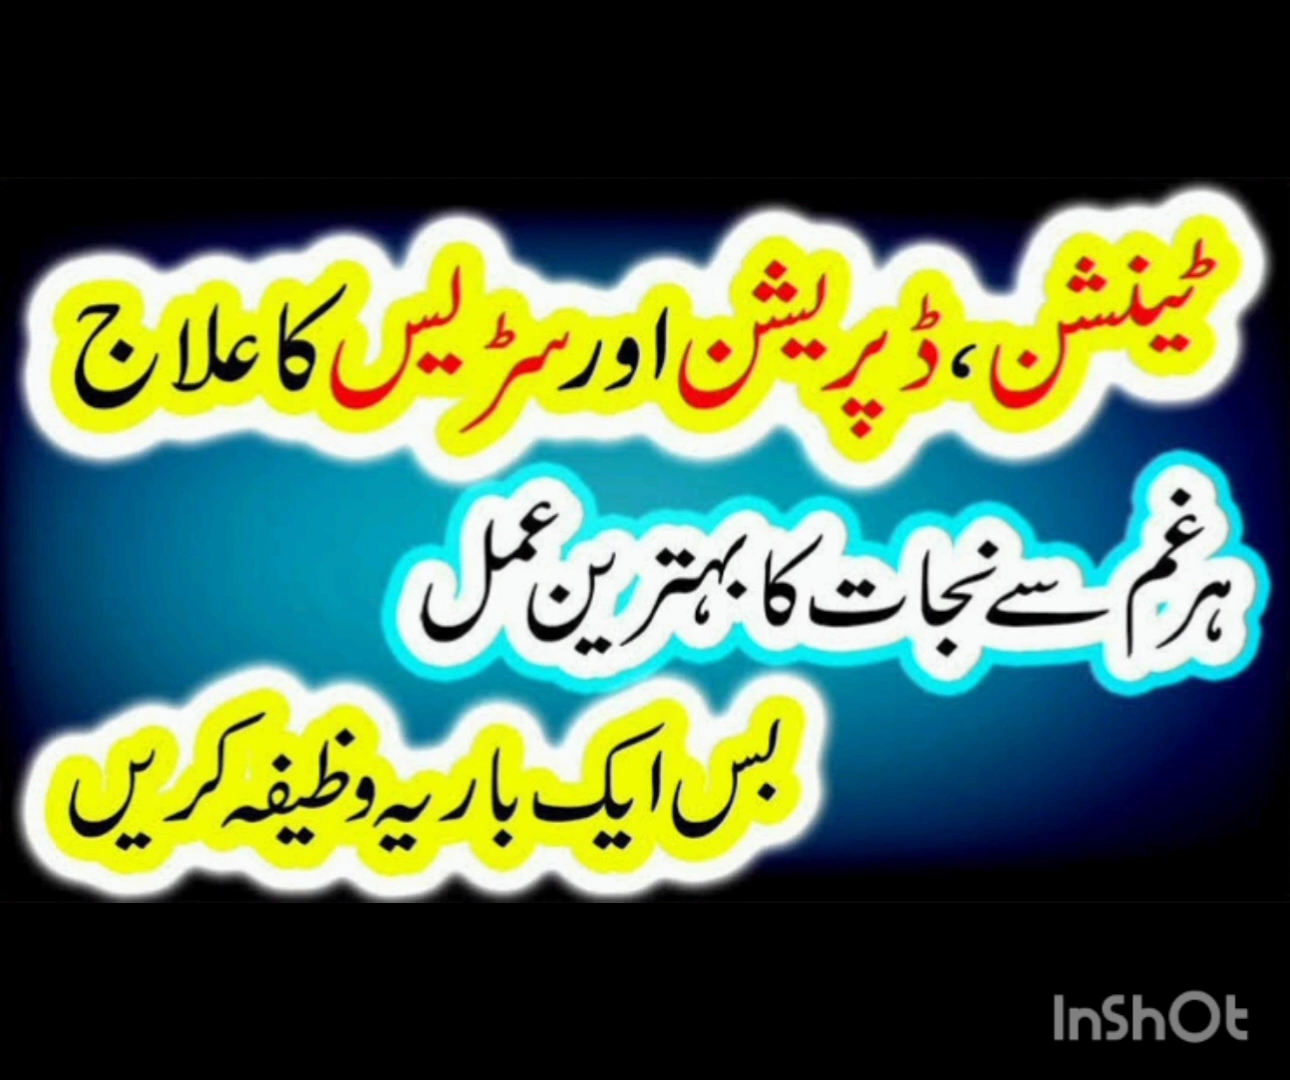 ٹینشن، ڈپریشن اور سٹریس کا علاج
ہر غم سے نجات کا بہترین عمل
بس ایک بار یہ وظیفہ کریں
InShOt